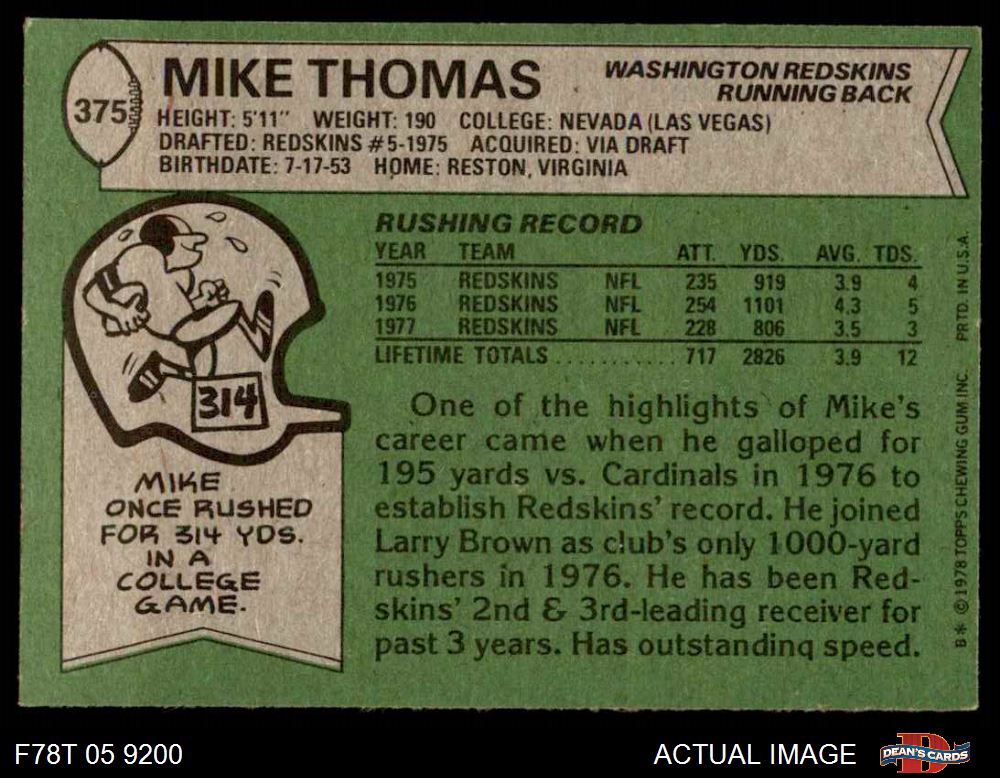 375
MIKE THOMAS
WASHINGTON REDSKINS
RUNNING BACK
HEIGHT: 5'11" WEIGHT: 190 COLLEGE: NEVADA (LAS VEGAS)
DRAFTED: REDSKINS #5-1975 ACQUIRED: VIA DRAFT
BIRTHDATE: 7-17-53 HOME: RESTON, VIRGINIA
314
MIKE
ONCE RUSHED
FOR 314 YDS.
IN A
COLLEGE
GAME.
RUSHING RECORD
YEAR TEAM ATT. YDS. AVG. TDS.
1975 REDSKINS NFL 235 919 3.9 4
1976 REDSKINS NFL 254 1101 4.3 5
1977 REDSKINS NFL 228 806 3.5 3
LIFETIME TOTALS ........... 717 2826 3.9 12
One of the highlights of Mike's
career came when he galloped for
195 yards vs. Cardinals in 1976 to
establish Redskins' record. He joined
Larry Brown as club's only 1000-yard
rushers in 1976. He has been Red-
skins' 2nd & 3rd-leading receiver for
past 3 years. Has outstanding speed.
B* © 1978 TOPPS CHEWING GUM INC. PRTD. IN U.S.A.
F78T 05 9200
ACTUAL IMAGE
DEAN'S CARDS